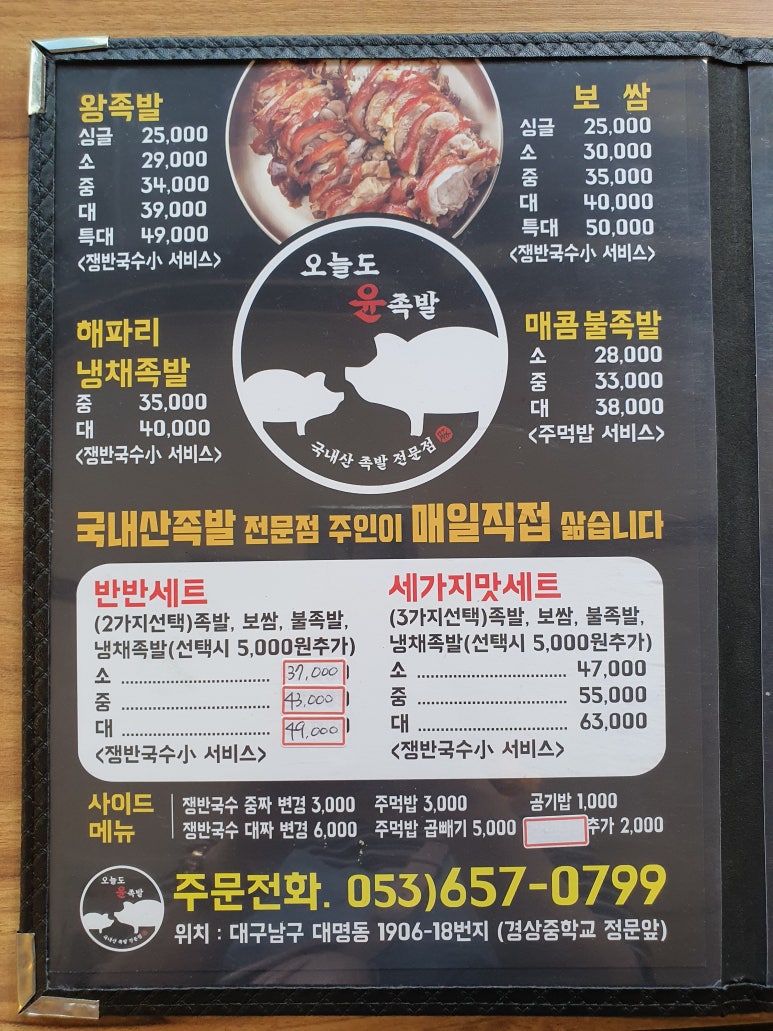 왕족발
싱글 25,000
소 29,000
중 34,000
대 39,000
특대 49,000
<쟁반국수小 서비스>
보 쌈
싱글 25,000
소 30,000
중 35,000
대 40,000
특대 50,000
<쟁반국수小 서비스>
오늘도
윤족발
국내산 족발 전문점
해파리
냉채족발
중 35,000
대 40,000
<쟁반국수小 서비스>
매콤불족발
소 28,000
중 33,000
대 38,000
<주먹밥 서비스>
국내산족발 전문점 주인이 매일직접 삶습니다
반반세트
(2가지선택)족발, 보쌈, 불족발,
냉채족발(선택시 5,000원추가)
소 37,000
중 43,000
대 49,000
<쟁반국수小 서비스>
세가지맛세트
(3가지선택)족발, 보쌈, 불족발,
냉채족발(선택시 5,000원추가)
소 47,000
중 55,000
대 63,000
<쟁반국수小 서비스>
사이드
메뉴
쟁반국수 중짜 변경 3,000 주먹밥 3,000 공기밥 1,000
쟁반국수 대짜 변경 6,000 주먹밥 곱빼기 5,000 추가 2,000
오늘도
윤족발
국내산 족발 전문점
주문전화. 053)657-0799
위치 : 대구남구 대명동 1906-18번지 (경상중학교 정문앞)